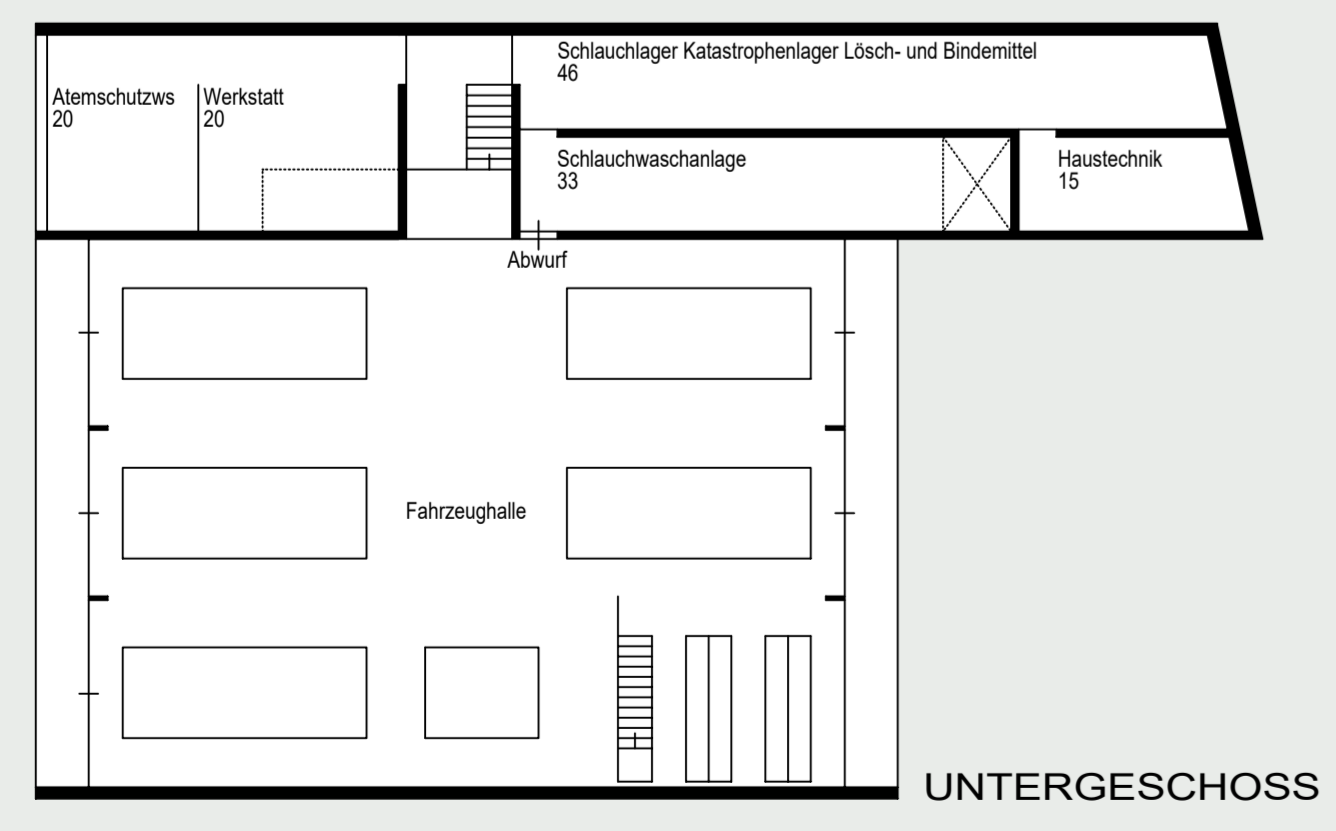 Schlauchlager Katastrophenlager Lösch- und Bindemittel
46
Atemschutzws
20
Werkstatt
20
Schlauchwaschanlage
33
Haustechnik
15
Abwurf
Fahrzeughalle
UNTERGESCHOSS